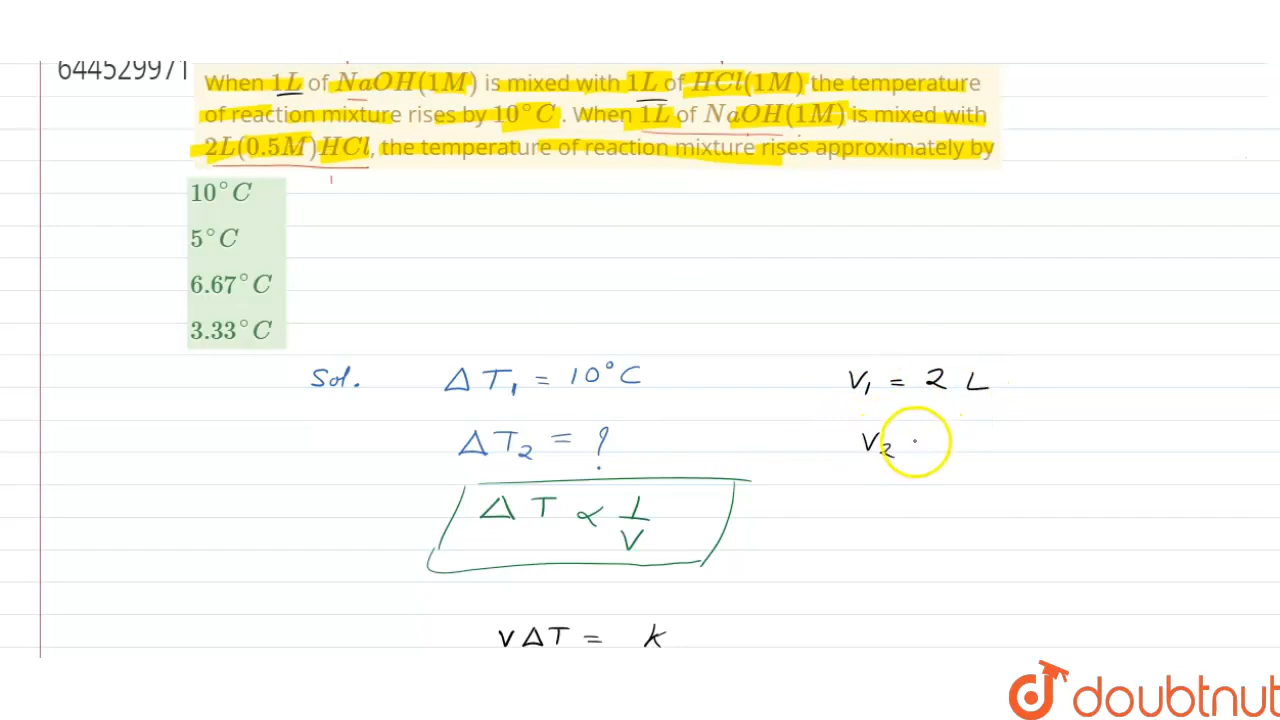 644529971
When 1L of NaOH(1M) is mixed with 1L of HCl(1M) the temperature
of reaction mixture rises by 10°C. When 1L of NaOH(1M) is mixed with
2L(0.5M)HCl, the temperature of reaction mixture rises approximately by
10°C
5°C
6.67°C
3.33°C
Sol. ΔT₁ = 10°C V₁ = 2 L
ΔT₂ = ? V₂
ΔT ∝ 1/V
VΔT = k
doubtnut